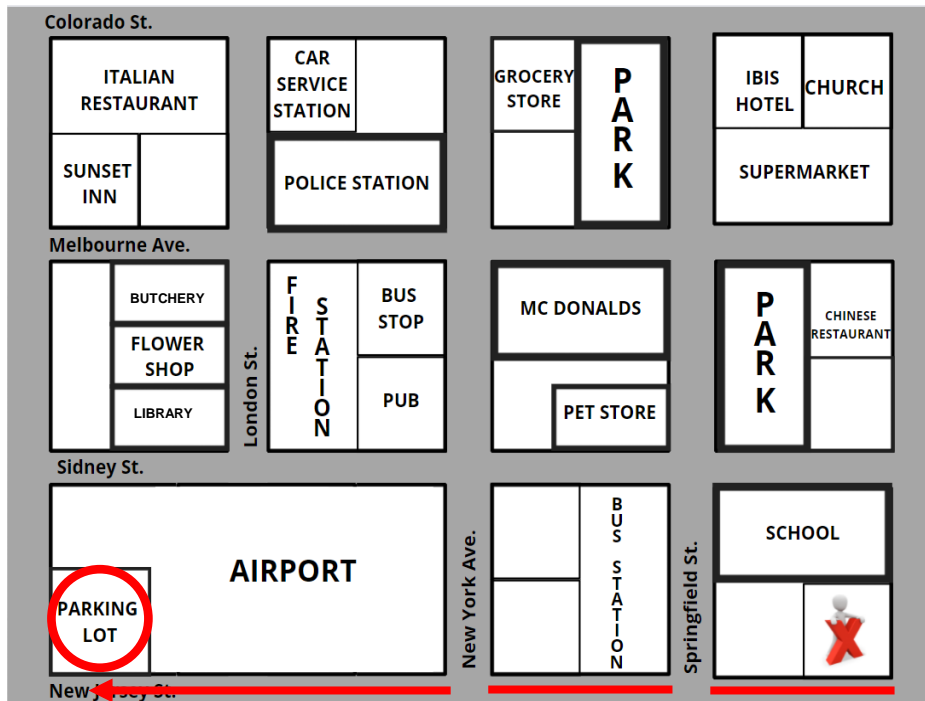 Colorado St.
ITALIAN
RESTAURANT
CAR
SERVICE
STATION
GROCERY
STORE
PARK
IBIS
HOTEL
CHURCH
SUNSET
INN
POLICE STATION
SUPERMARKET
Melbourne Ave.
BUTCHERY
FLOWER
SHOP
LIBRARY
London St.
FIRE
STATION
BUS
STOP
PUB
MC DONALDS
PET STORE
PARK
CHINESE
RESTAURANT
Sidney St.
AIRPORT
PARKING
LOT
New York Ave.
BUS STATION
Springfield St.
SCHOOL
X
New Jersey St.